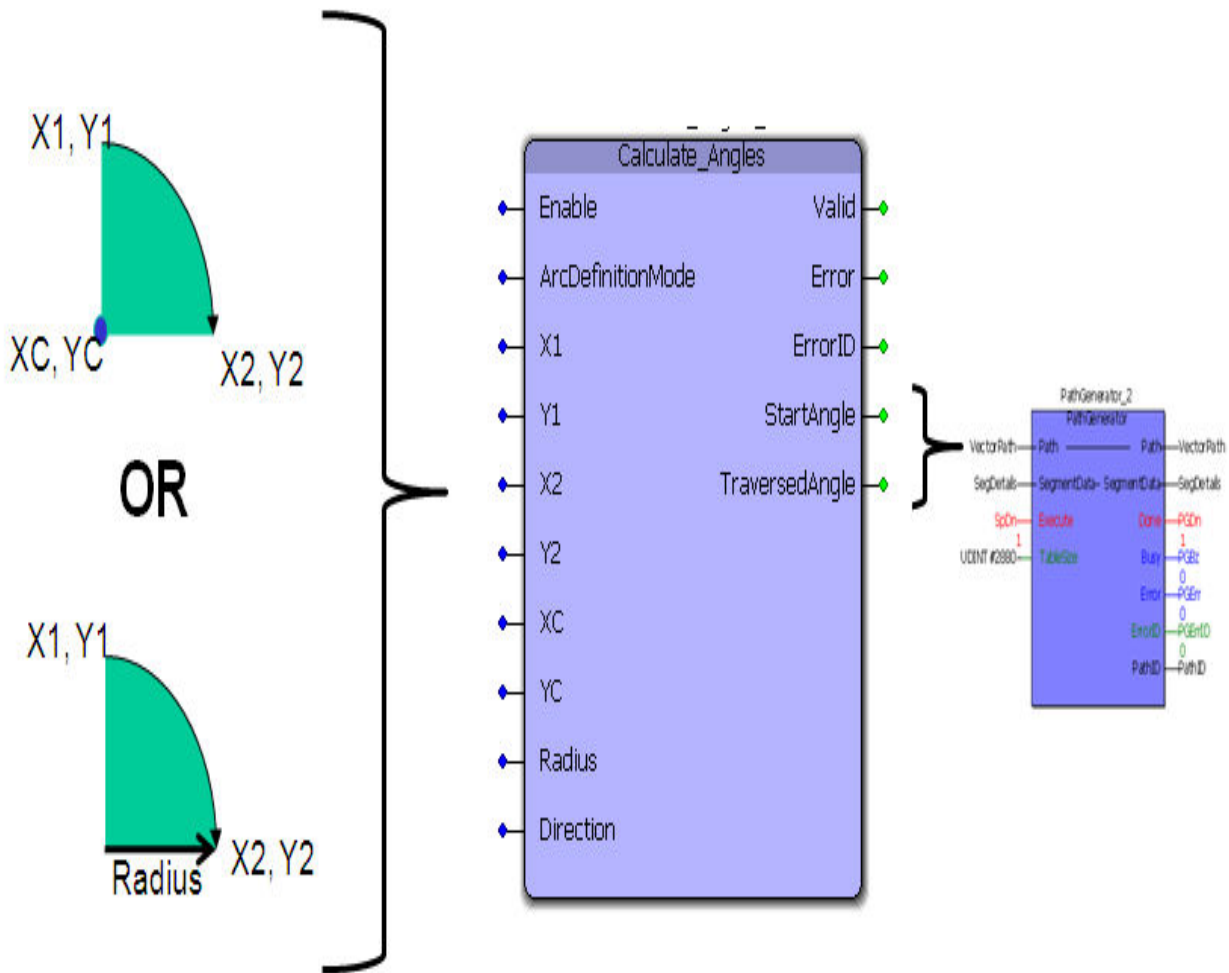 X1, Y1
XC, YC
X2, Y2
OR
X1, Y1
Radius
X2, Y2
Calculate_Angles
Enable
Valid
ArcDefinitionMode
Error
X1
ErrorID
Y1
StartAngle
X2
TraversedAngle
Y2
XC
YC
Radius
Direction
PathGenerator_2
PathGenerator
VectorPath Path Path VectorPath
SegDetails SegmentData SegmentData SegDetails
SpDn Execute Done PGDn
1 1
UDINT#2880 TableSize Busy PGBz
0
Error PGErr
0
ErrorID PGErrID
0
PathID PathID